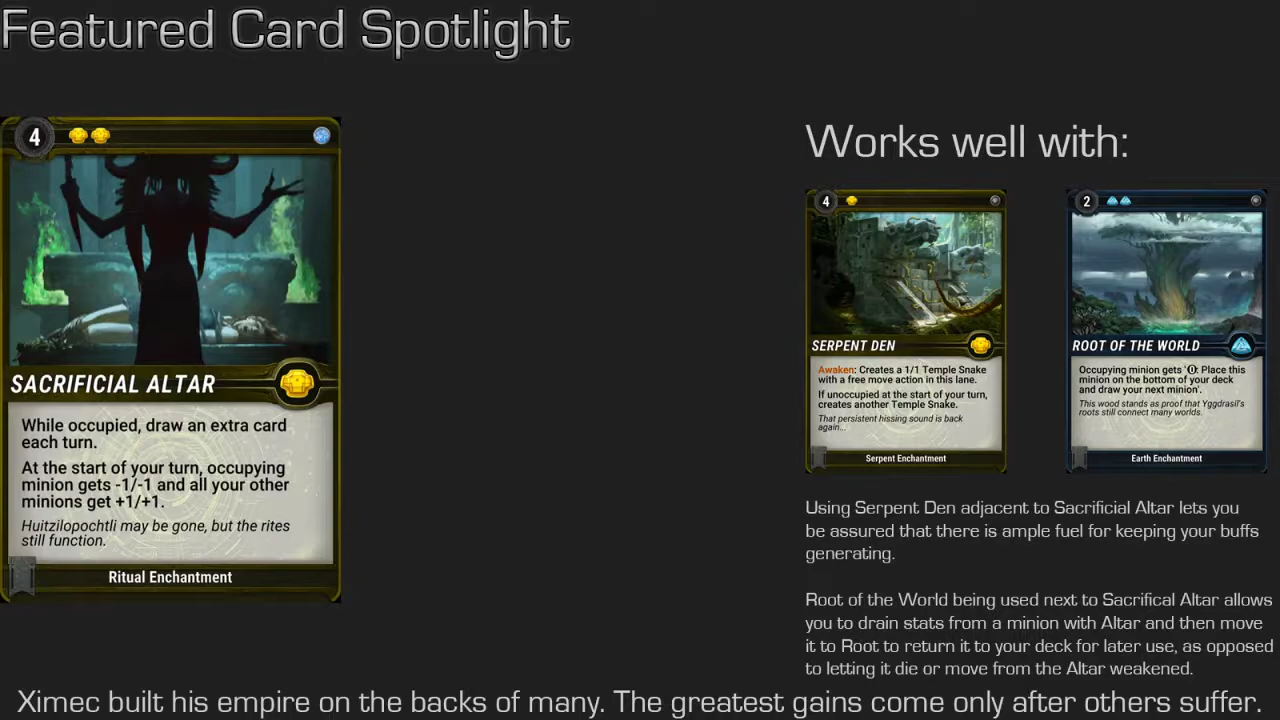 Featured Card Spotlight
4
SACRIFICIAL ALTAR
While occupied, draw an extra card
each turn.
At the start of your turn, occupying
minion gets -1/-1 and all your other
minions get +1/+1.
Huitzilopochtli may be gone, but the rites
still function.
Ritual Enchantment
Works well with:
4
SERPENT DEN
Awaken: Creates a 1/1 Temple Snake
with a free move action in this lane.
If unoccupied at the start of your turn,
creates another Temple Snake.
That persistent hissing sound is back
again...
Serpent Enchantment
2
ROOT OF THE WORLD
Occupying minion gets '0: Place this
minion on the bottom of your deck
and draw your next minion'.
This wood stands as proof that Yggdrasil's
roots still connect many worlds.
Earth Enchantment
Using Serpent Den adjacent to Sacrificial Altar lets you
be assured that there is ample fuel for keeping your buffs
generating.
Root of the World being used next to Sacrifical Altar allows
you to drain stats from a minion with Altar and then move
it to Root to return it to your deck for later use, as opposed
to letting it die or move from the Altar weakened.
Ximec built his empire on the backs of many. The greatest gains come only after others suffer.